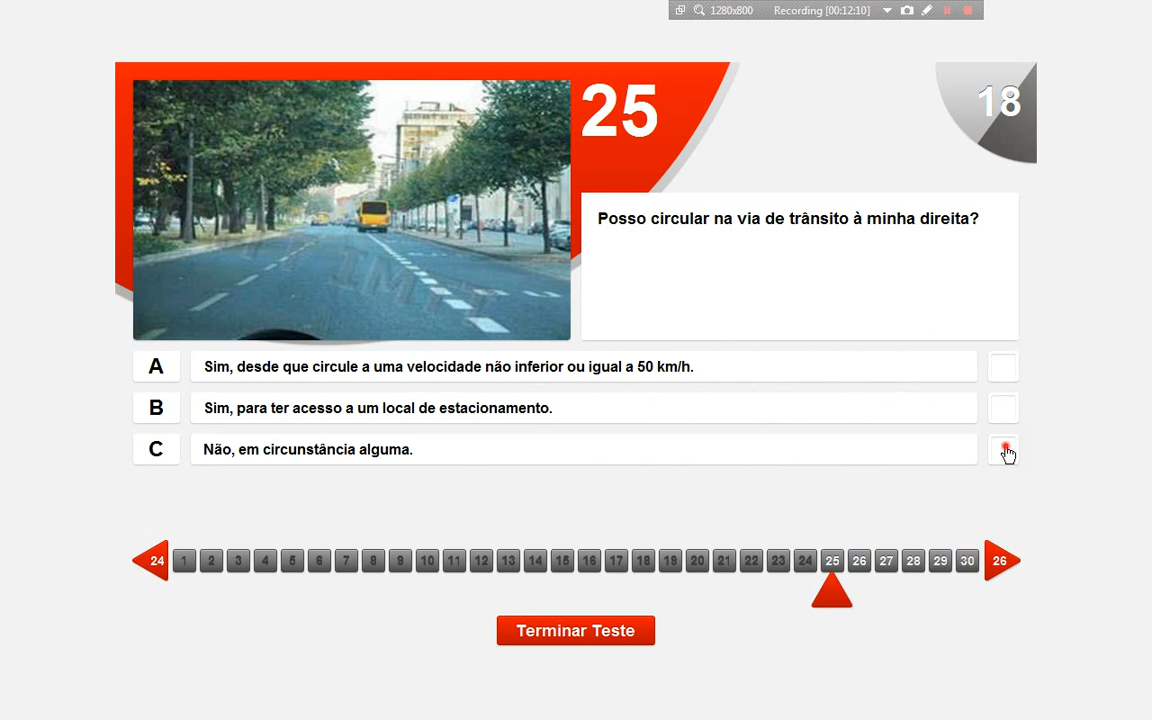 1280x800 Recording [00:12:10]
25
18
Posso circular na via de trânsito à minha direita?
A Sim, desde que circule a uma velocidade não inferior ou igual a 50 km/h.
B Sim, para ter acesso a um local de estacionamento.
C Não, em circunstância alguma.
24 1 2 3 4 5 6 7 8 9 10 11 12 13 14 15 16 17 18 19 20 21 22 23 24 25 26 27 28 29 30 26
Terminar Teste